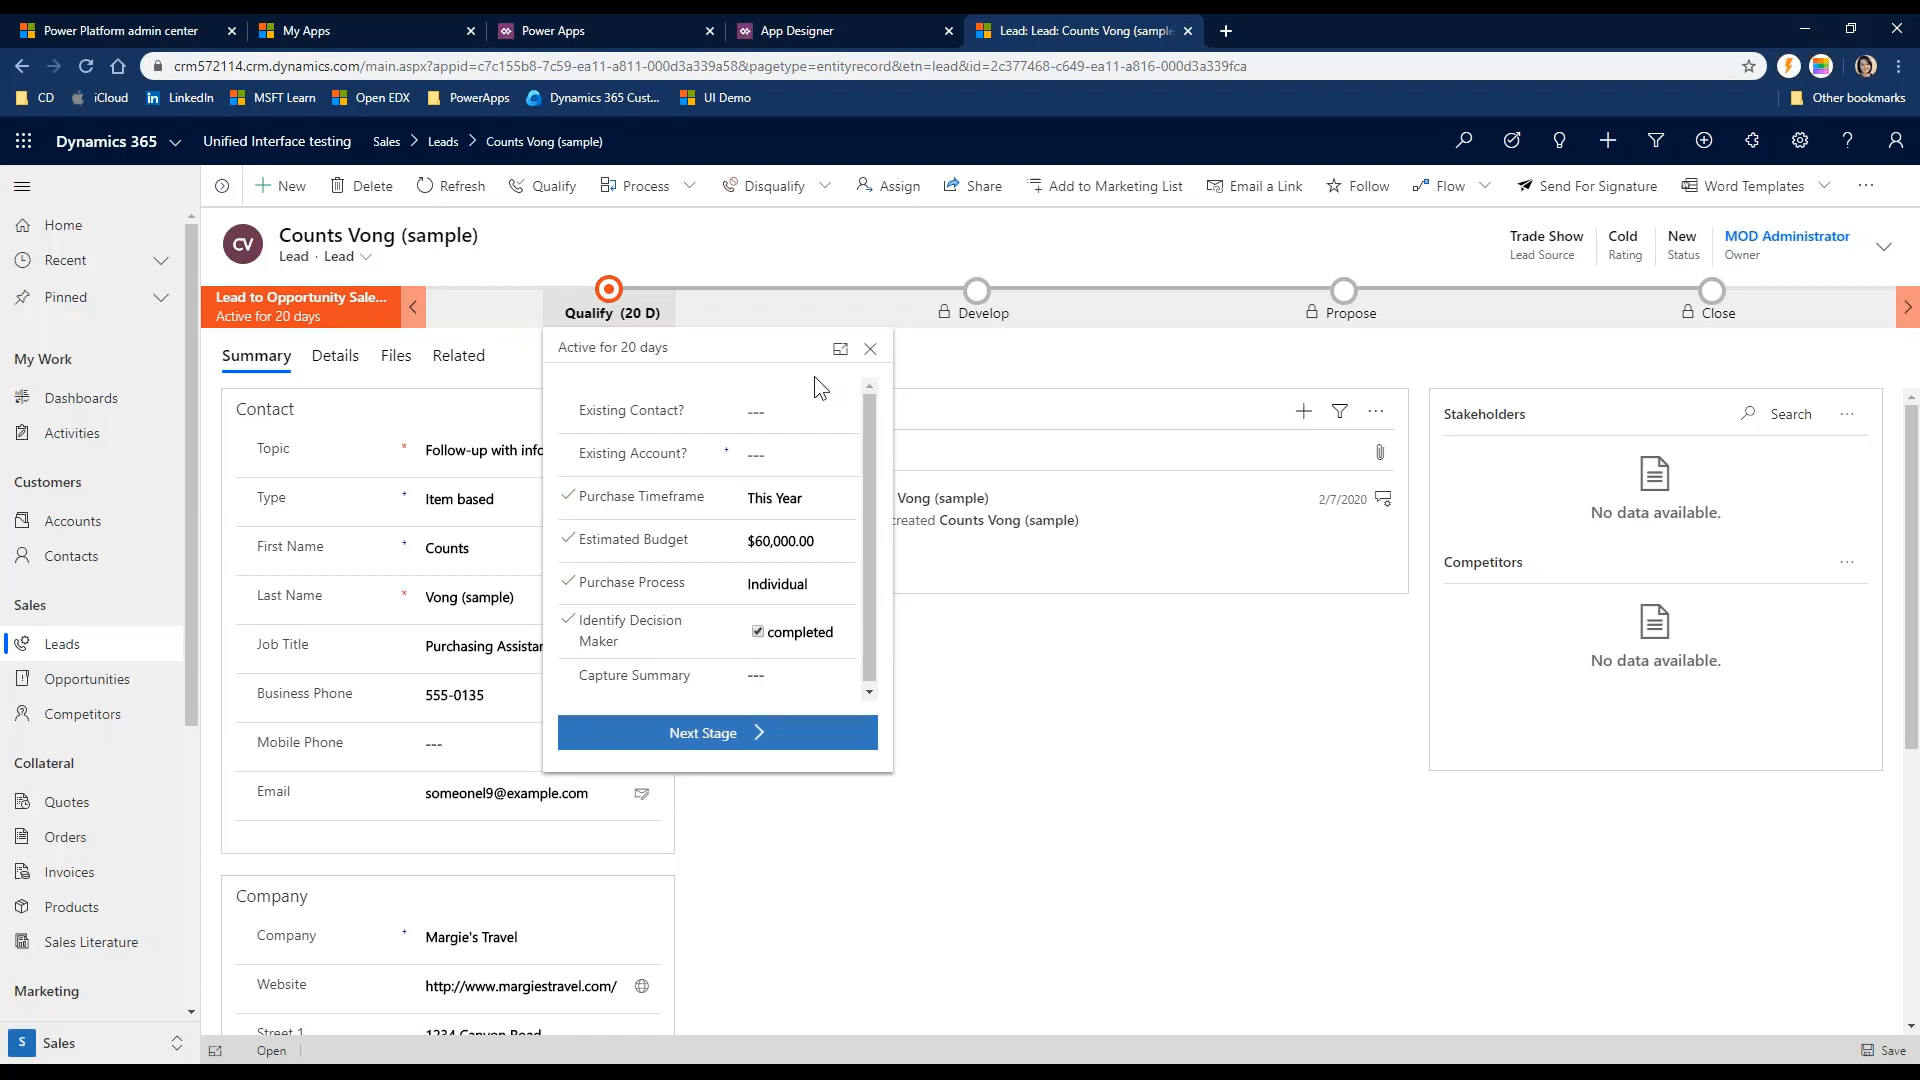 Power Platform admin center
My Apps
Power Apps
App Designer
Lead: Lead: Counts Vong (sample
crm572114.crm.dynamics.com/main.aspx?appid=c7c155b8-7c59-ea11-a811-000d3a339a58&pagetype=entityrecord&etn=lead&id=2c377468-c649-ea11-a816-000d3a339fca
CD
iCloud
LinkedIn
MSFT Learn
Open EDX
PowerApps
Dynamics 365 Cust...
UI Demo
Other bookmarks
Dynamics 365
Unified Interface testing
Sales > Leads > Counts Vong (sample)
New
Delete
Refresh
Qualify
Process
Disqualify
Assign
Share
Add to Marketing List
Email a Link
Follow
Flow
Send For Signature
Word Templates
Home
Recent
Pinned
My Work
Dashboards
Activities
Customers
Accounts
Contacts
Sales
Leads
Opportunities
Competitors
Collateral
Quotes
Orders
Invoices
Products
Sales Literature
Marketing
S Sales
CV
Counts Vong (sample)
Lead · Lead
Trade Show
Lead Source
Cold
Rating
New
Status
MOD Administrator
Owner
Lead to Opportunity Sale...
Active for 20 days
Qualify (20 D)
Develop
Propose
Close
Summary
Details
Files
Related
Contact
Topic * Follow-up with info
Type + Item based
First Name + Counts
Last Name * Vong (sample)
Job Title Purchasing Assistan
Business Phone 555-0135
Mobile Phone ---
Email someonel9@example.com
Company
Company + Margie's Travel
Website http://www.margiestravel.com/
Street 1 1234 Canyon Road
Active for 20 days
Existing Contact? ---
Existing Account? + ---
Purchase Timeframe This Year
Estimated Budget $60,000.00
Purchase Process Individual
Identify Decision
Maker
completed
Capture Summary ---
Next Stage
Vong (sample)
2/7/2020
created Counts Vong (sample)
Stakeholders
Search
No data available.
Competitors
No data available.
Open
Save